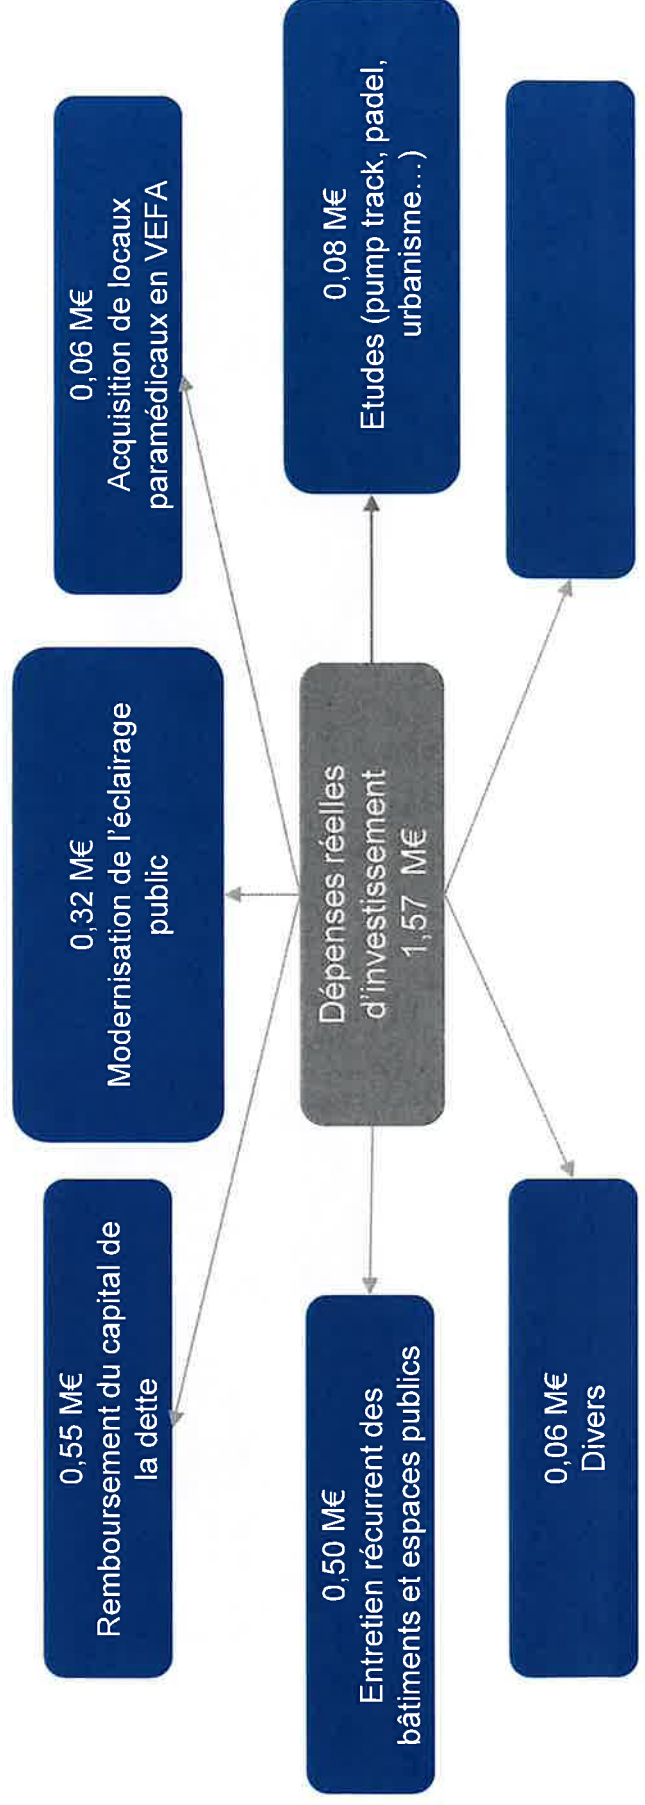 0,55 M€
Remboursement du capital de
la dette
0,32 M€
Modernisation de l'éclairage
public
0,06 M€
Acquisition de locaux
paramédicaux en VEFA
0,50 M€
Entretien récurrent des
bâtiments et espaces publics
Dépenses réelles
d'investissement
1,57 M€
0,08 M€
Etudes (pump track, padel,
urbanisme…)
0,06 M€
Divers